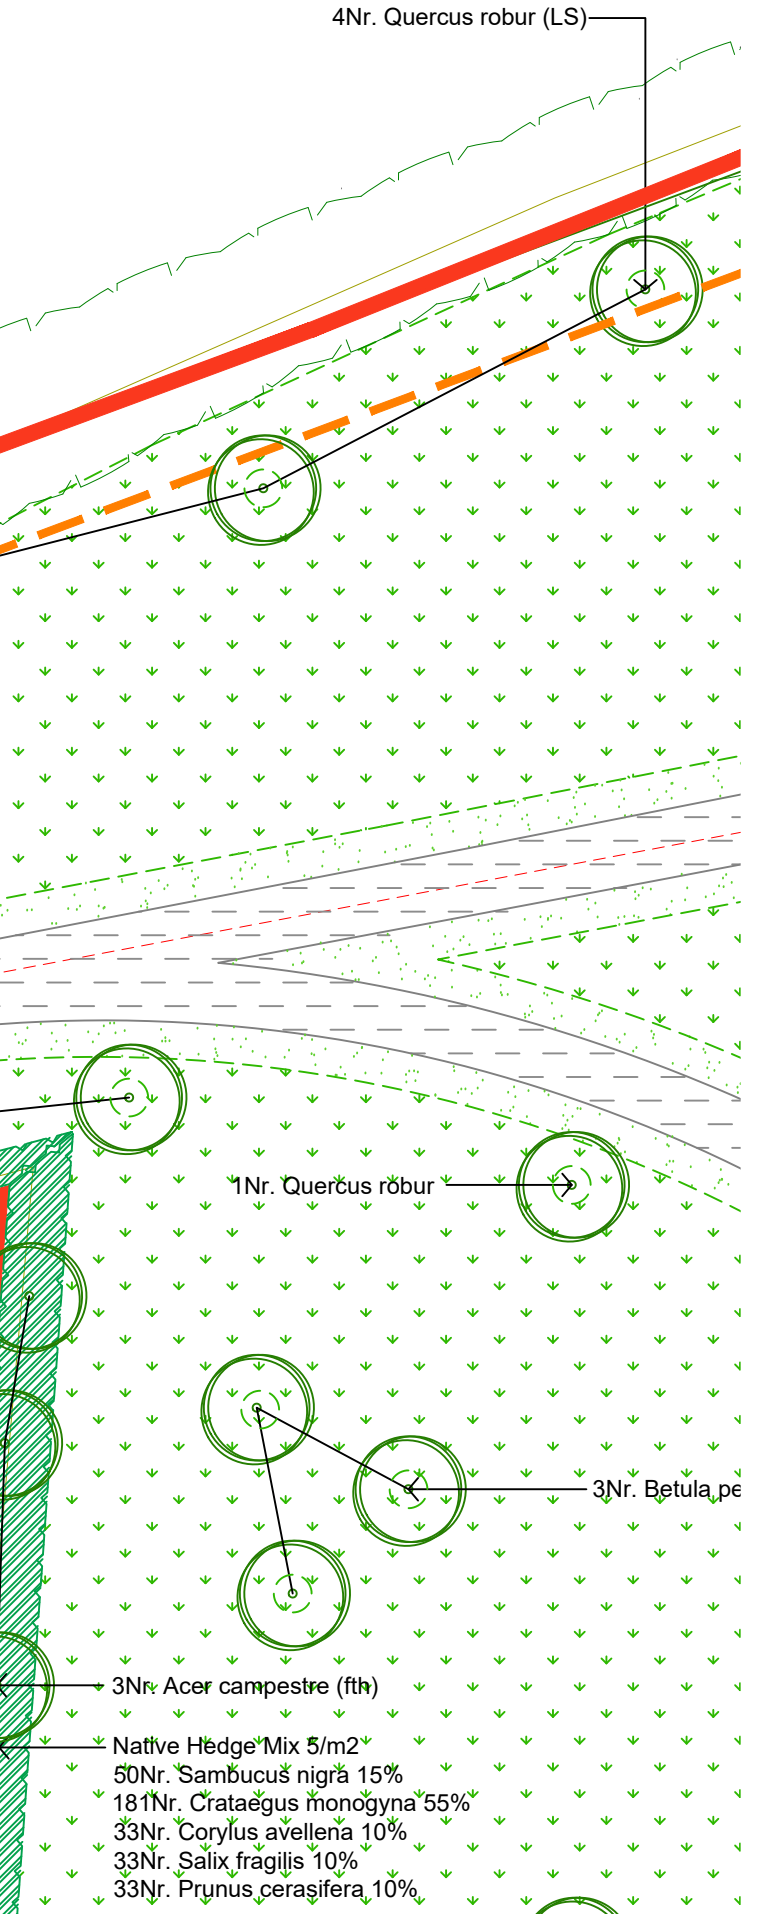 4Nr. Quercus robur (LS)
1Nr. Quercus robur
3Nr. Betula
3Nr. Acer campestre (fth)
Native Hedge Mix 5/m2
50Nr. Sambucus nigra 15%
181Nr. Crataegus monogyna 55%
33Nr. Corylus avellena 10%
33Nr. Salix fragilis 10%
33Nr. Prunus cerasifera 10%